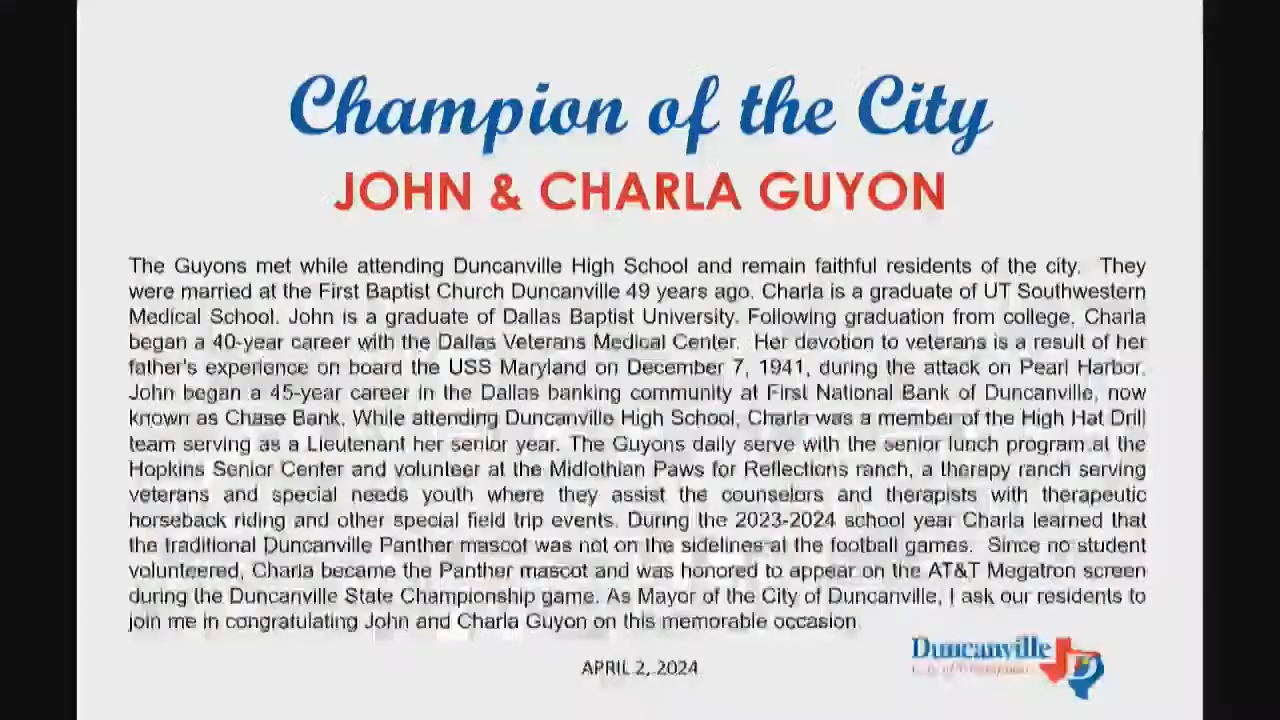 Champion of the City
JOHN & CHARLA GUYON
The Guyons met while attending Duncanville High School and remain faithful residents of the city. They
were married at the First Baptist Church Duncanville 49 years ago. Charla is a graduate of UT Southwestern
Medical School. John is a graduate of Dallas Baptist University. Following graduation from college, Charla
began a 40-year career with the Dallas Veterans Medical Center. Her devotion to veterans is a result of her
father's experience on board the USS Maryland on December 7, 1941, during the attack on Pearl Harbor.
John began a 45-year career in the Dallas banking community at First National Bank of Duncanville, now
known as Chase Bank. While attending Duncanville High School, Charla was a member of the High Hat Drill
team serving as a Lieutenant her senior year. The Guyons daily serve with the senior lunch program at the
Hopkins Senior Center and volunteer at the Midlothian Paws for Reflections ranch, a therapy ranch serving
veterans and special needs youth where they assist the counselors and therapists with therapeutic
horseback riding and other special field trip events. During the 2023-2024 school year Charla learned that
the traditional Duncanville Panther mascot was not on the sidelines at the football games. Since no student
volunteered, Charla became the Panther mascot and was honored to appear on the AT&T Megatron screen
during the Duncanville State Championship game. As Mayor of the City of Duncanville, I ask our residents to
join me in congratulating John and Charla Guyon on this memorable occasion
Duncanville
City of Champions
D
APRIL 2, 2024